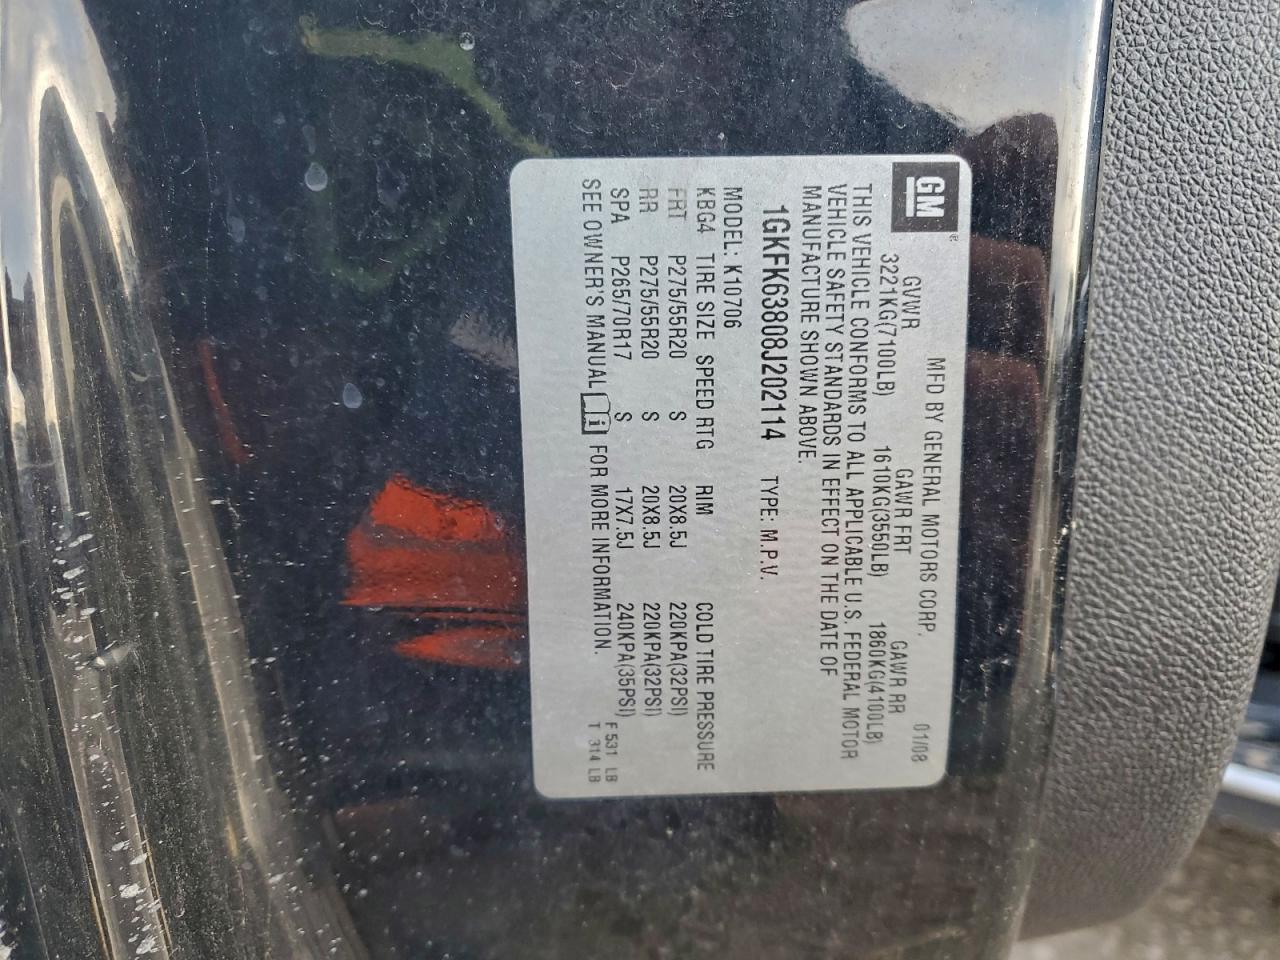 GM ® MFD BY GENERAL MOTORS CORP. 01/08
GVWR GAWR FRT GAWR RR
3221KG(7100LB) 1610KG(3550LB) 1860KG(4100LB)
THIS VEHICLE CONFORMS TO ALL APPLICABLE U.S. FEDERAL MOTOR
VEHICLE SAFETY STANDARDS IN EFFECT ON THE DATE OF
MANUFACTURE SHOWN ABOVE.
1GKFK63808J202114 TYPE: M.P.V.
MODEL: K10706
KBG4 TIRE SIZE SPEED RTG RIM COLD TIRE PRESSURE
FRT P275/55R20 S 20X8.5J 220KPA(32PSI)
RR P275/55R20 S 20X8.5J 220KPA(32PSI)
SPA P265/70R17 S 17X7.5J 240KPA(35PSI)
SEE OWNER'S MANUAL i FOR MORE INFORMATION.
F 531 LB
T 314 LB